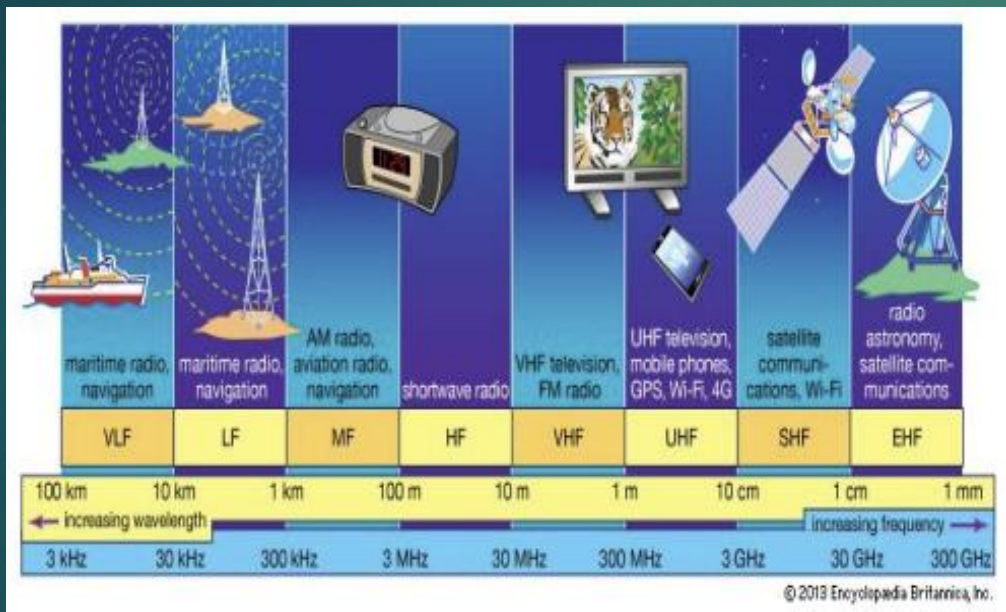 maritime radio,
navigation
maritime radio,
navigation
AM radio,
aviation radio,
navigation
shortwave radio
VHF television,
FM radio
UHF television,
mobile phones,
GPS, Wi-Fi, 4G
satellite
communi-
cations, Wi-Fi
radio
astronomy,
satellite com-
munications
VLF LF MF HF VHF UHF SHF EHF
100 km 10 km 1 km 100 m 10 m 1 m 10 cm 1 cm 1 mm
← increasing wavelength increasing frequency →
3 kHz 30 kHz 300 kHz 3 MHz 30 MHz 300 MHz 3 GHz 30 GHz 300 GHz
© 2013 Encyclopædia Britannica, Inc.